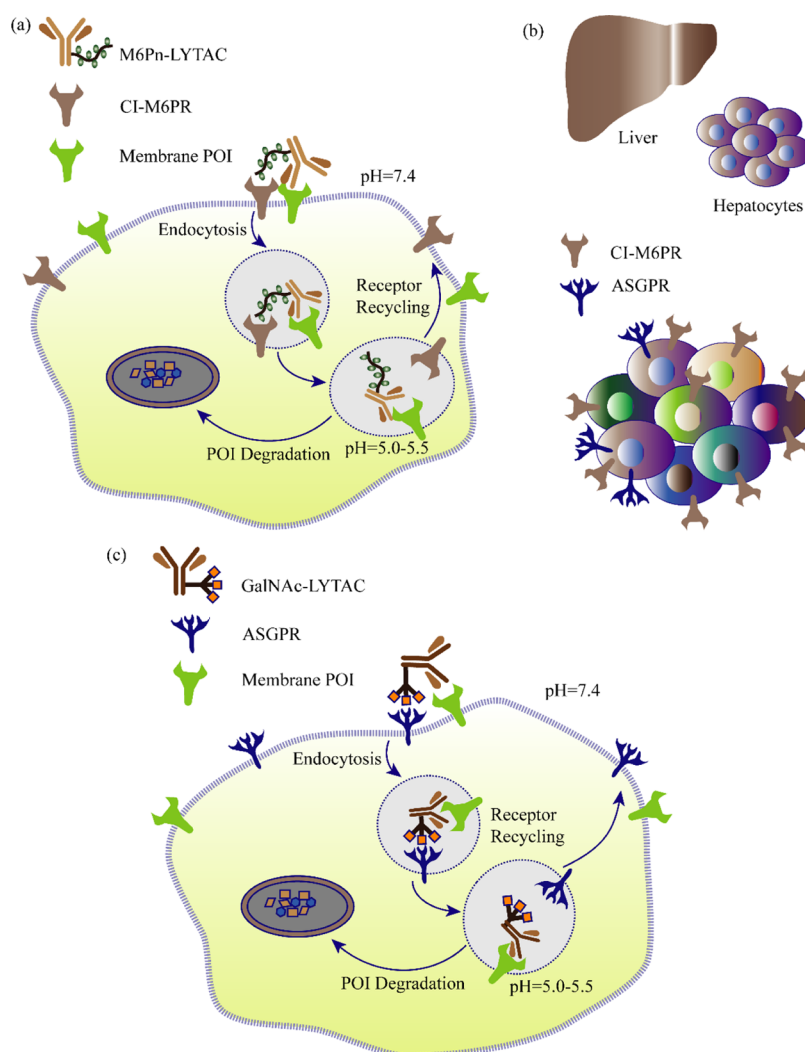 (a)
M6Pn-LYTAC
CI-M6PR
Membrane POI
pH=7.4
Endocytosis
Receptor
Recycling
POI Degradation
pH=5.0-5.5
(b)
Liver
Hepatocytes
CI-M6PR
ASGPR
(c)
GalNAc-LYTAC
ASGPR
Membrane POI
pH=7.4
Endocytosis
Receptor
Recycling
POI Degradation
pH=5.0-5.5